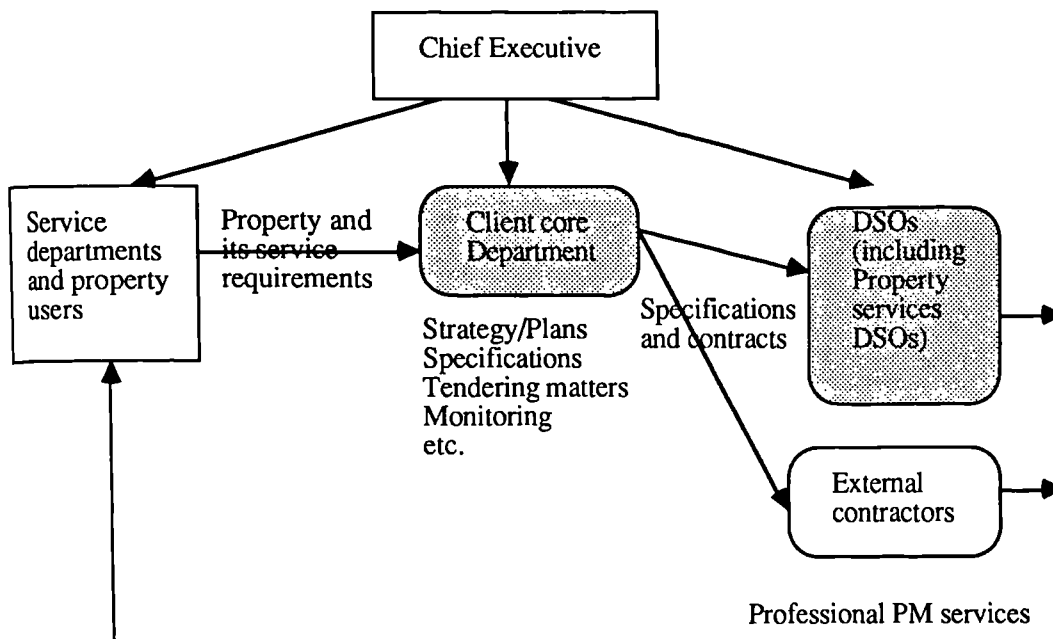 Chief Executive
Service
departments
and property
users
Property and
its service
requirements
Client core
Department
Strategy/Plans
Specifications
Tendering matters
Monitoring
etc.
Specifications
and contracts
DSOs
(including
Property
services
DSOs)
External
contractors
Professional PM services